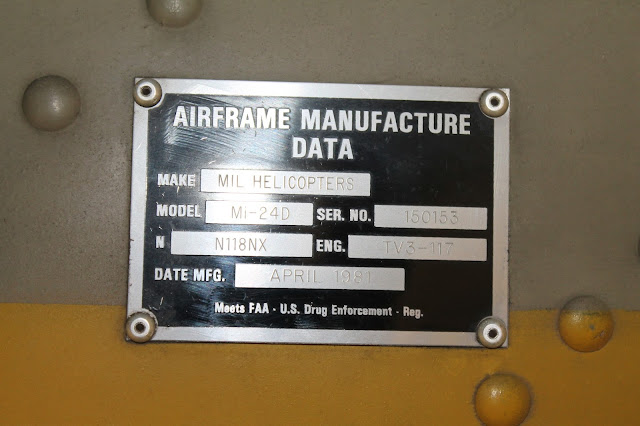 AIRFRAME MANUFACTURE
DATA
MAKE MIL HELICOPTERS
MODEL Mi-24D SER. NO. 150153
N N118NX ENG. TV3-117
DATE MFG. APRIL 1981
Meets FAA - U.S. Drug Enforcement - Reg.